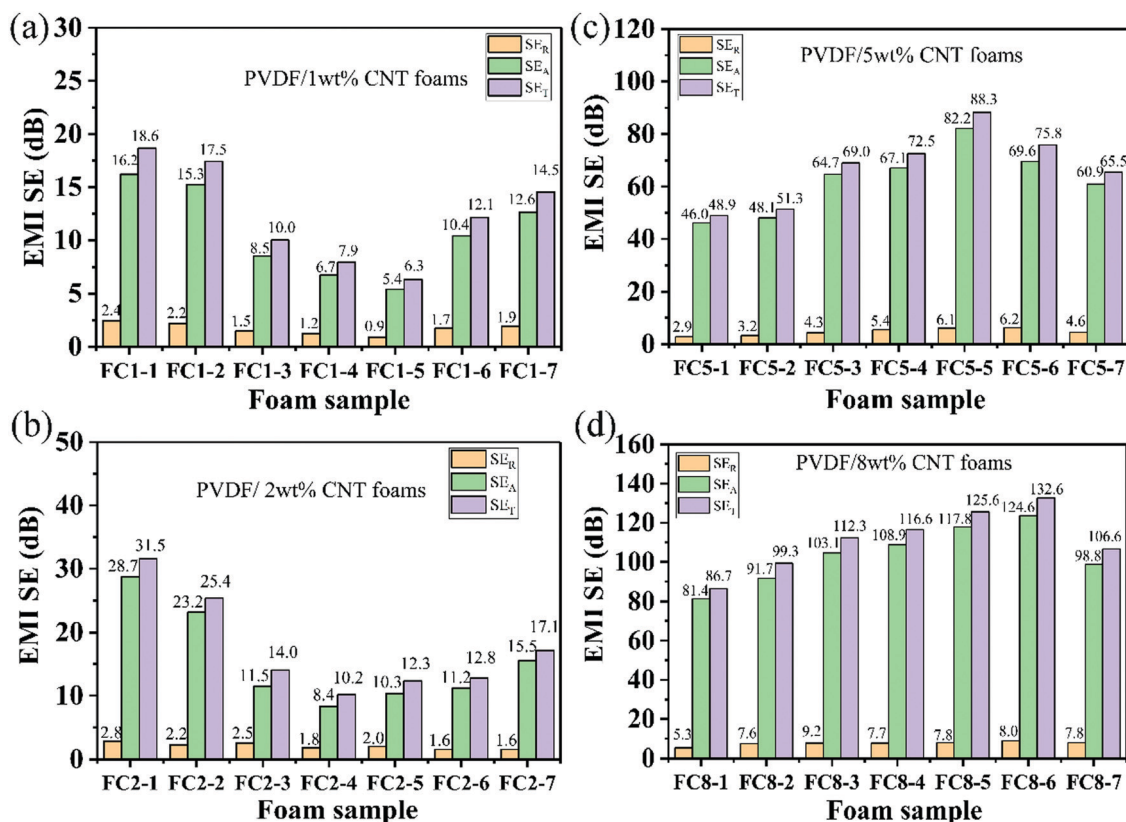 (a)
30
25
20
15
10
5
0
EMI SE (dB)
PVDF/1wt% CNT foams
SE_R
SE_A
SE_T
2.4 16.2 18.6
2.2 15.3 17.5
1.5 8.5 10.0
1.2 6.7 7.9
0.9 5.4 6.3
1.7 10.4 12.1
1.9 12.6 14.5
FC1-1 FC1-2 FC1-3 FC1-4 FC1-5 FC1-6 FC1-7
Foam sample
(c)
120
100
80
60
40
20
0
EMI SE (dB)
PVDF/5wt% CNT foams
SE_R
SE_A
SE_T
2.9 46.0 48.9
3.2 48.1 51.3
4.3 64.7 69.0
5.4 67.1 72.5
6.1 82.2 88.3
6.2 69.6 75.8
4.6 60.9 65.5
FC5-1 FC5-2 FC5-3 FC5-4 FC5-5 FC5-6 FC5-7
Foam sample
(b)
50
40
30
20
10
0
EMI SE (dB)
PVDF/ 2wt% CNT foams
SE_R
SE_A
SE_T
2.8 28.7 31.5
2.2 23.2 25.4
2.5 11.5 14.0
1.8 8.4 10.2
2.0 10.3 12.3
1.6 11.2 12.8
1.6 15.5 17.1
FC2-1 FC2-2 FC2-3 FC2-4 FC2-5 FC2-6 FC2-7
Foam sample
(d)
160
140
120
100
80
60
40
20
0
EMI SE (dB)
PVDF/8wt% CNT foams
SE_R
SE_A
SE_T
5.3 81.4 86.7
7.6 91.7 99.3
9.2 103.1 112.3
7.7 108.9 116.6
7.8 117.8 125.6
8.0 124.6 132.6
7.8 98.8 106.6
FC8-1 FC8-2 FC8-3 FC8-4 FC8-5 FC8-6 FC8-7
Foam sample